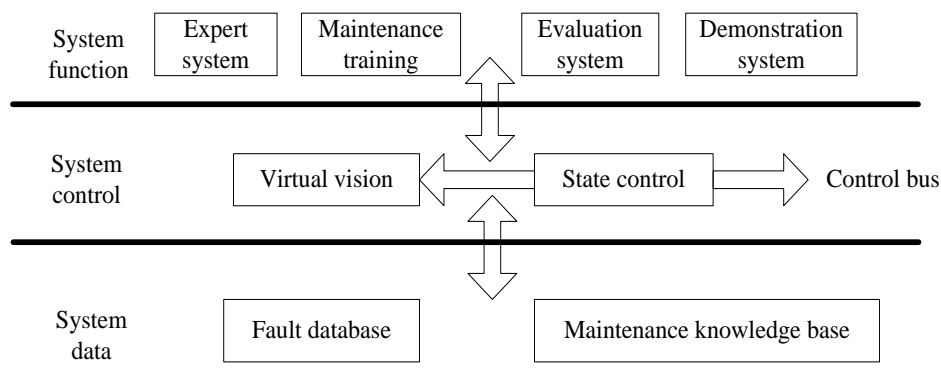 System
function
Expert
system
Maintenance
training
Evaluation
system
Demonstration
system
System
control
Virtual vision
State control
Control bus
System
data
Fault database
Maintenance knowledge base